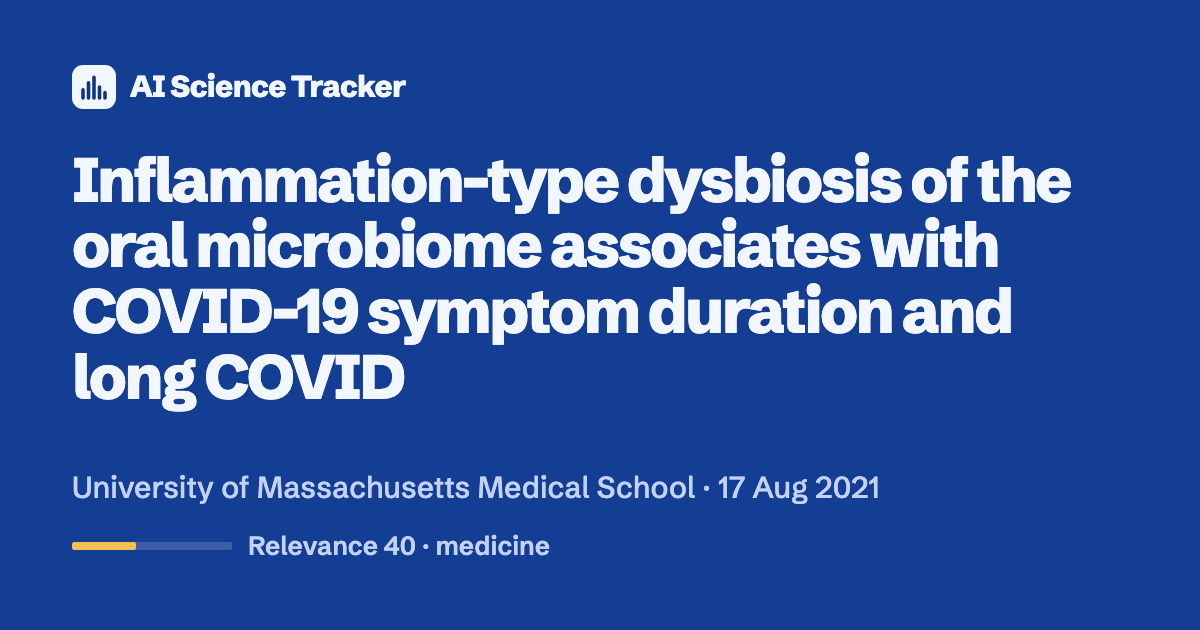 AI Science Tracker
Inflammation-type dysbiosis of the
oral microbiome associates with
COVID-19 symptom duration and
long COVID
University of Massachusetts Medical School · 17 Aug 2021
Relevance 40 · medicine